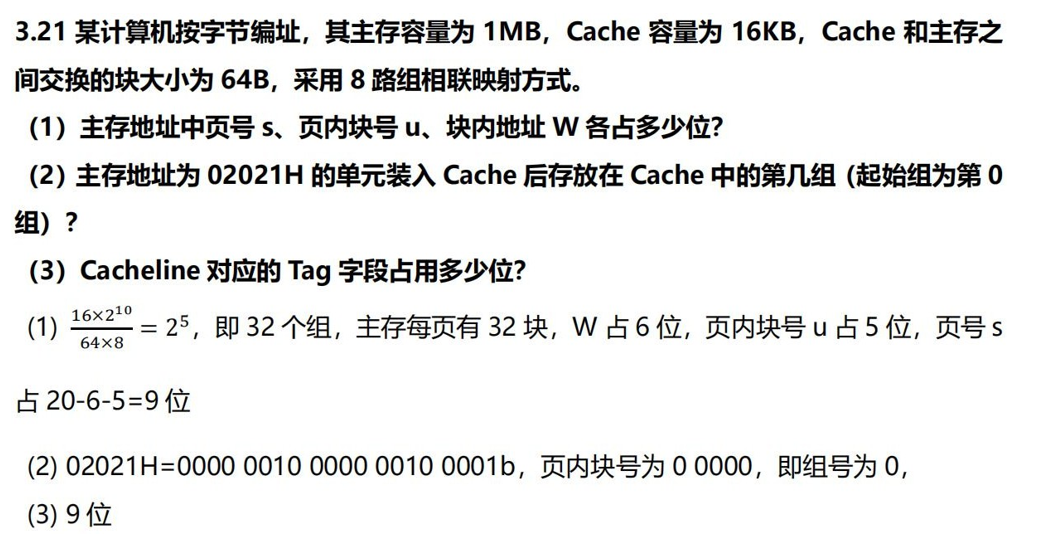 3.21 某计算机按字节编址，其主存容量为 1MB，Cache 容量为 16KB，Cache 和主存之
间交换的块大小为 64B，采用 8 路组相联映射方式。
（1）主存地址中页号 s、页内块号 u、块内地址 W 各占多少位？
（2）主存地址为 02021H 的单元装入 Cache 后存放在 Cache 中的第几组（起始组为第 0
组）？
（3）Cacheline 对应的 Tag 字段占用多少位？
(1) \frac{16×2^{10}}{64×8} = 2^5，即 32 个组，主存每页有 32 块，W 占 6 位，页内块号 u 占 5 位，页号 s
占 20-6-5=9 位
(2) 02021H=0000 0010 0000 0010 0001b，页内块号为 0 0000，即组号为 0，
(3) 9 位